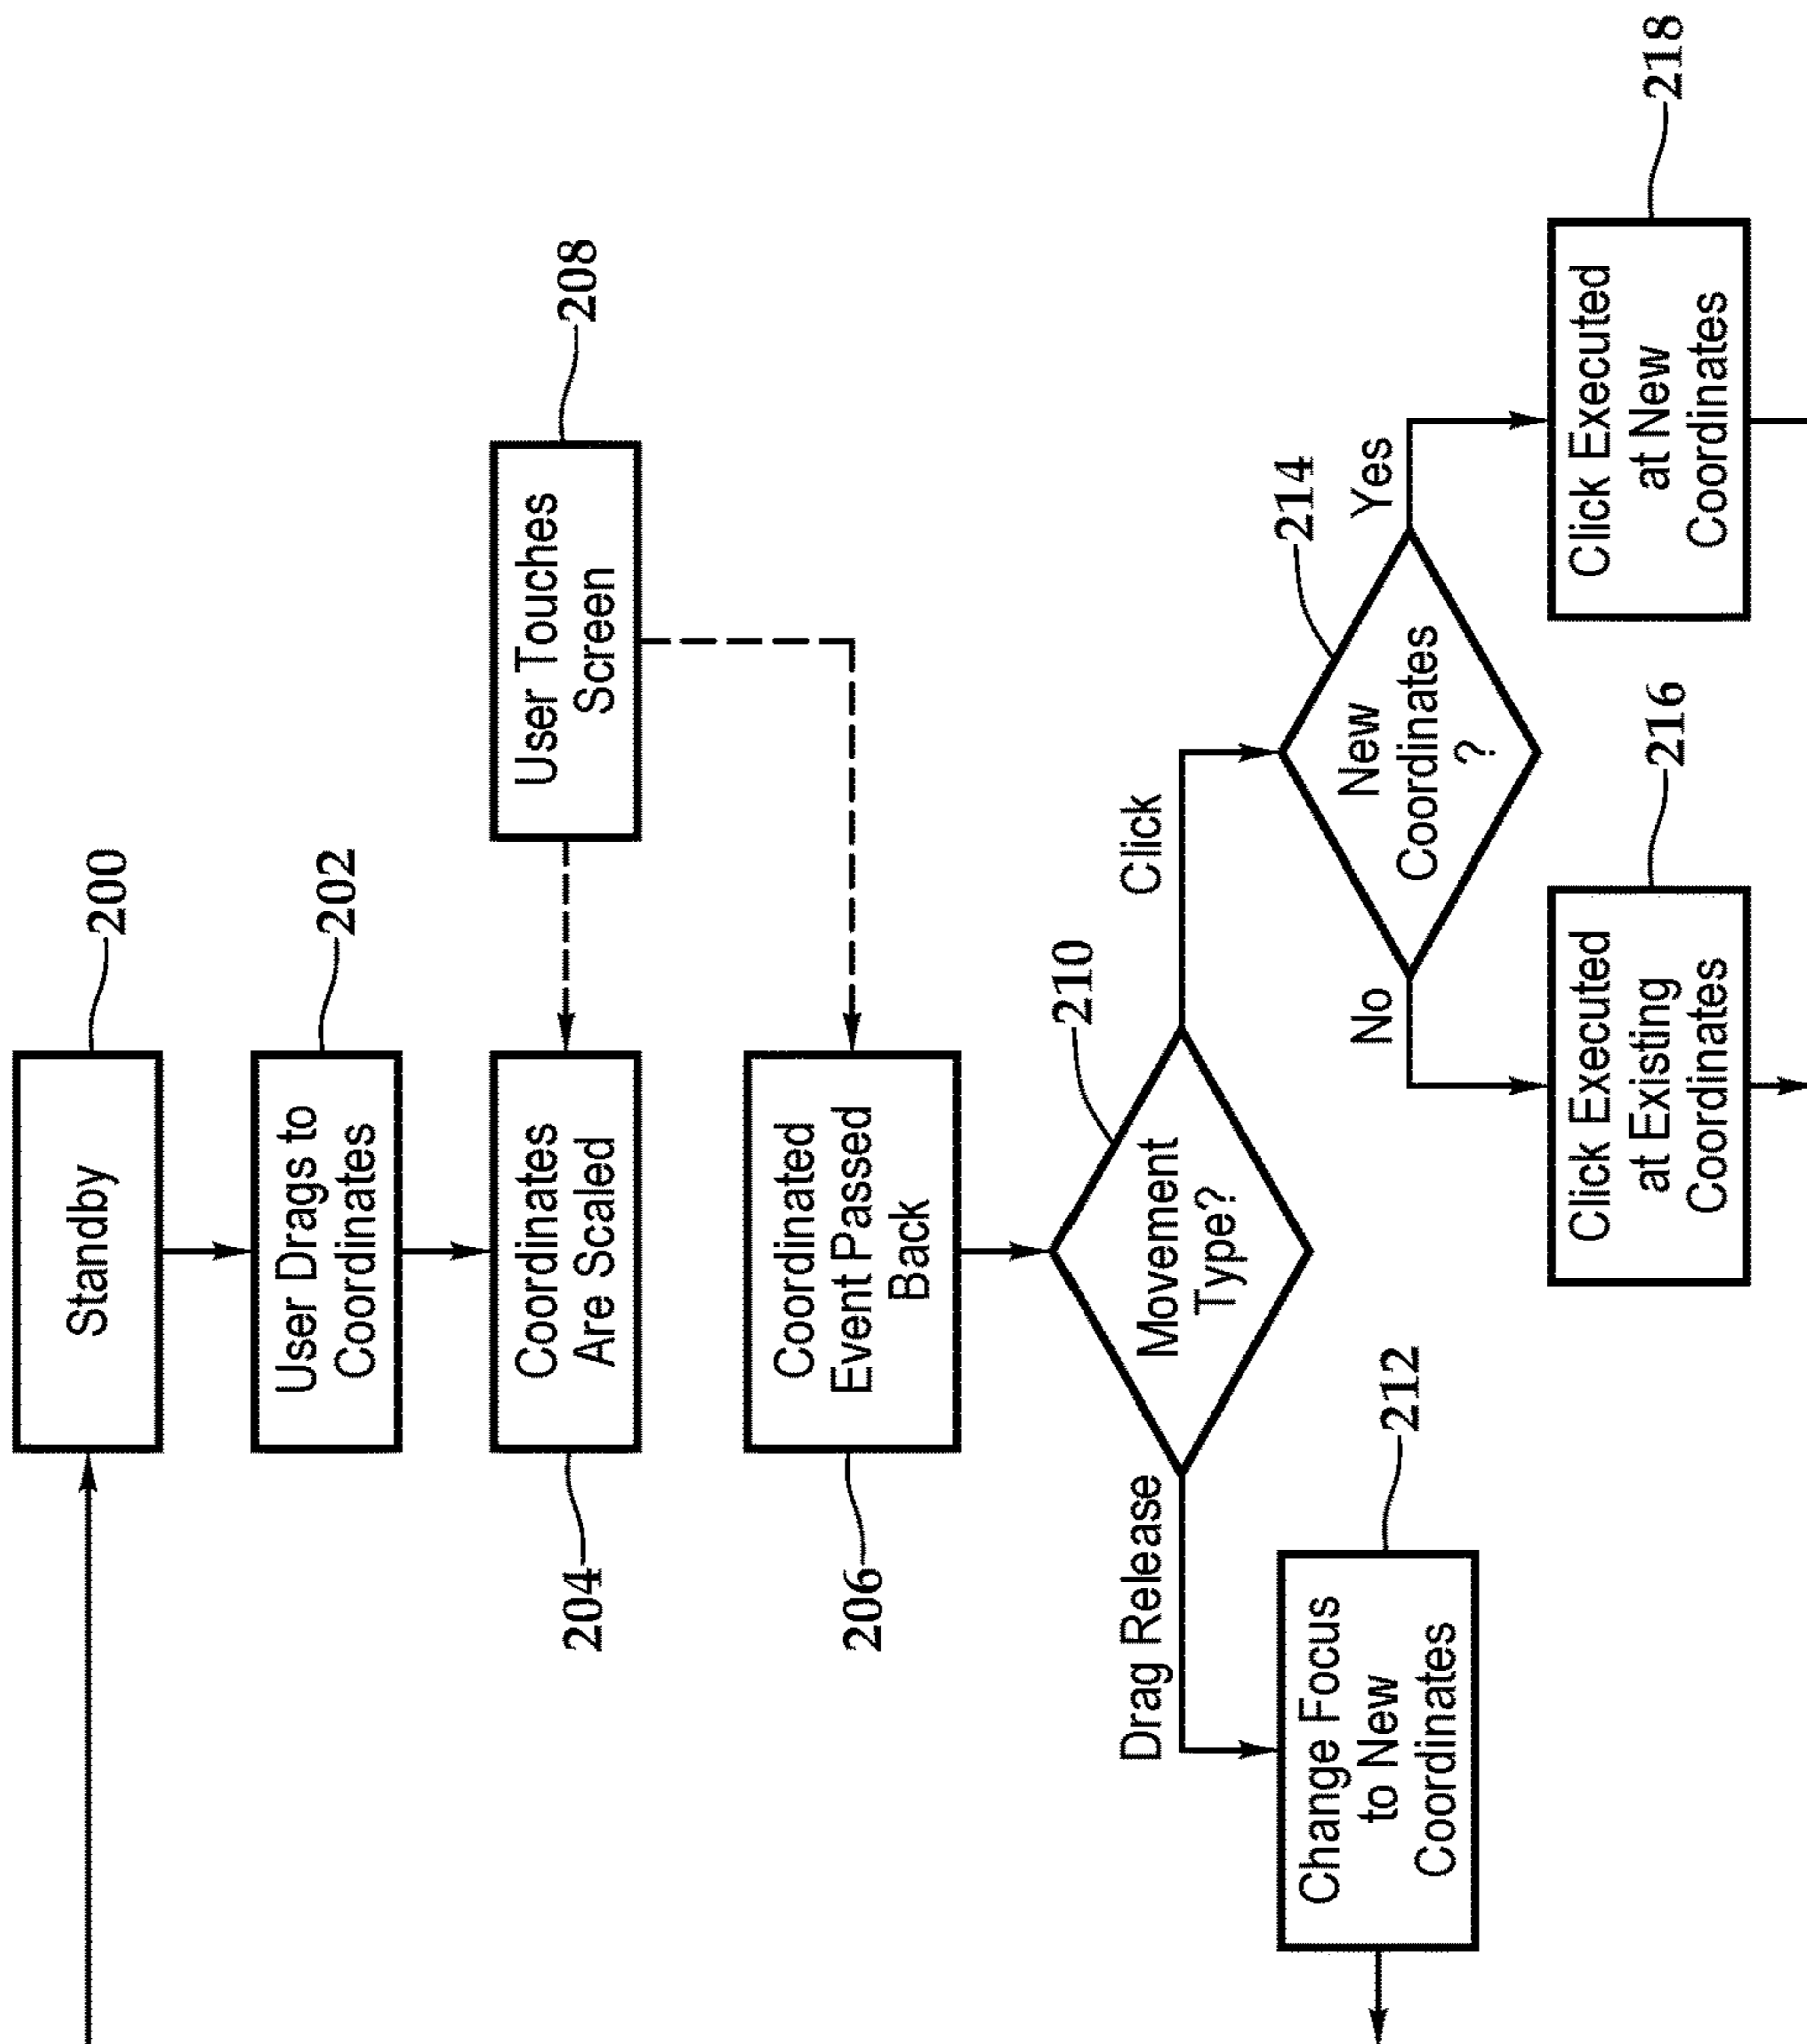 Standby
200
User Drags to
Coordinates
202
Coordinates
Are Scaled
204
User Touches
Screen
208
Coordinated
Event Passed
Back
206
Movement
Type?
210
Drag Release
Click
Change Focus
to New
Coordinates
212
New
Coordinates
?
214
No
Yes
Click Executed
at Existing
Coordinates
216
Click Executed
at New
Coordinates
218